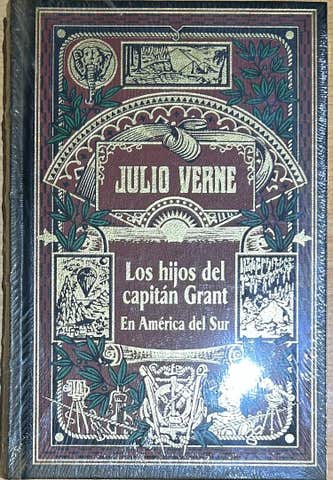 JULIO VERNE
Los hijos del
capitán Grant
En América del Sur